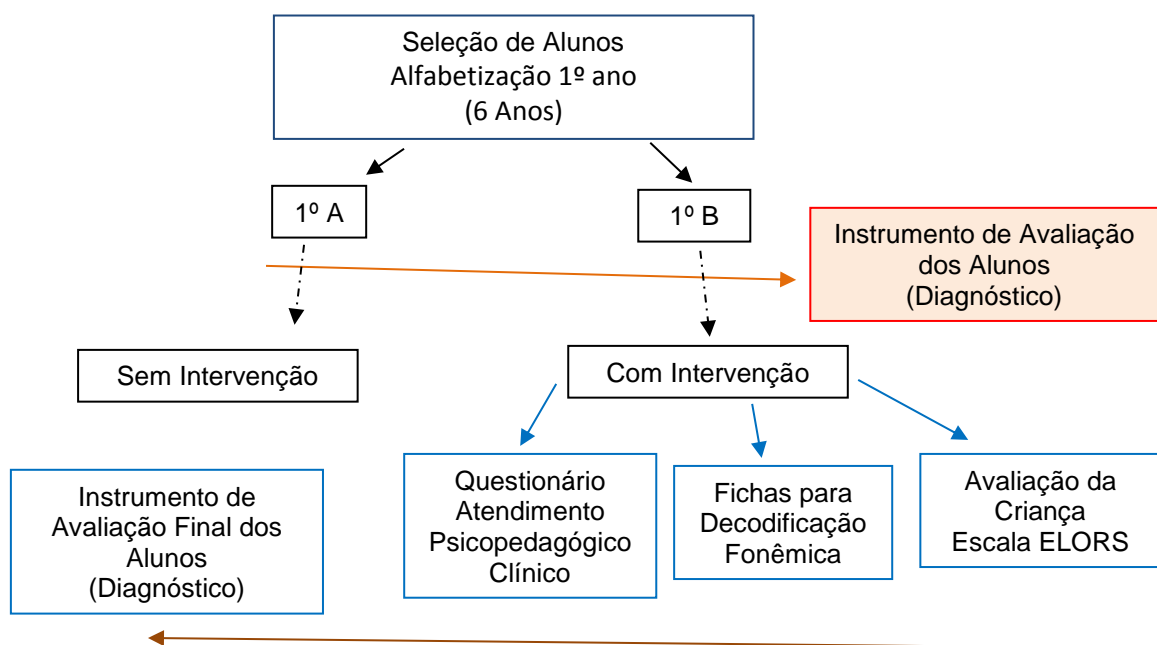 Seleção de Alunos
Alfabetização 1º ano
(6 Anos)
1º A
1º B
Instrumento de Avaliação
dos Alunos
(Diagnóstico)
Sem Intervenção
Com Intervenção
Instrumento de
Avaliação Final dos
Alunos
(Diagnóstico)
Questionário
Atendimento
Psicopedagógico
Clínico
Fichas para
Decodificação
Fonêmica
Avaliação da
Criança
Escala ELORS